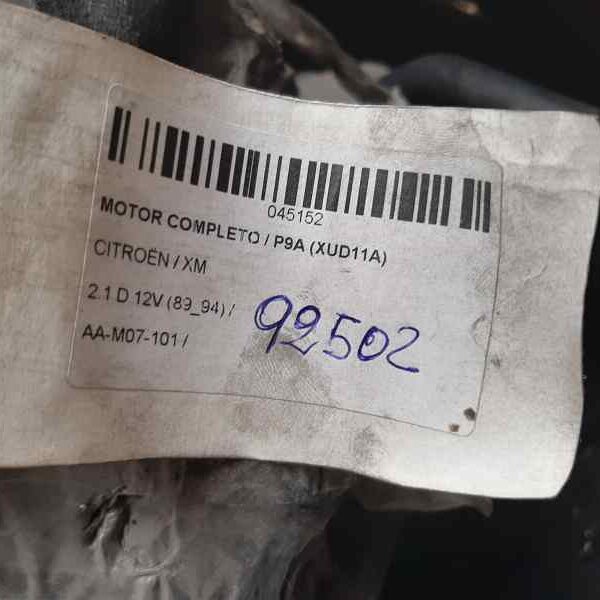 045152
MOTOR COMPLETO / P9A (XUD11A)
CITROËN / XM
2.1 D 12V (89_94) /
AA-M07-101 /
92502